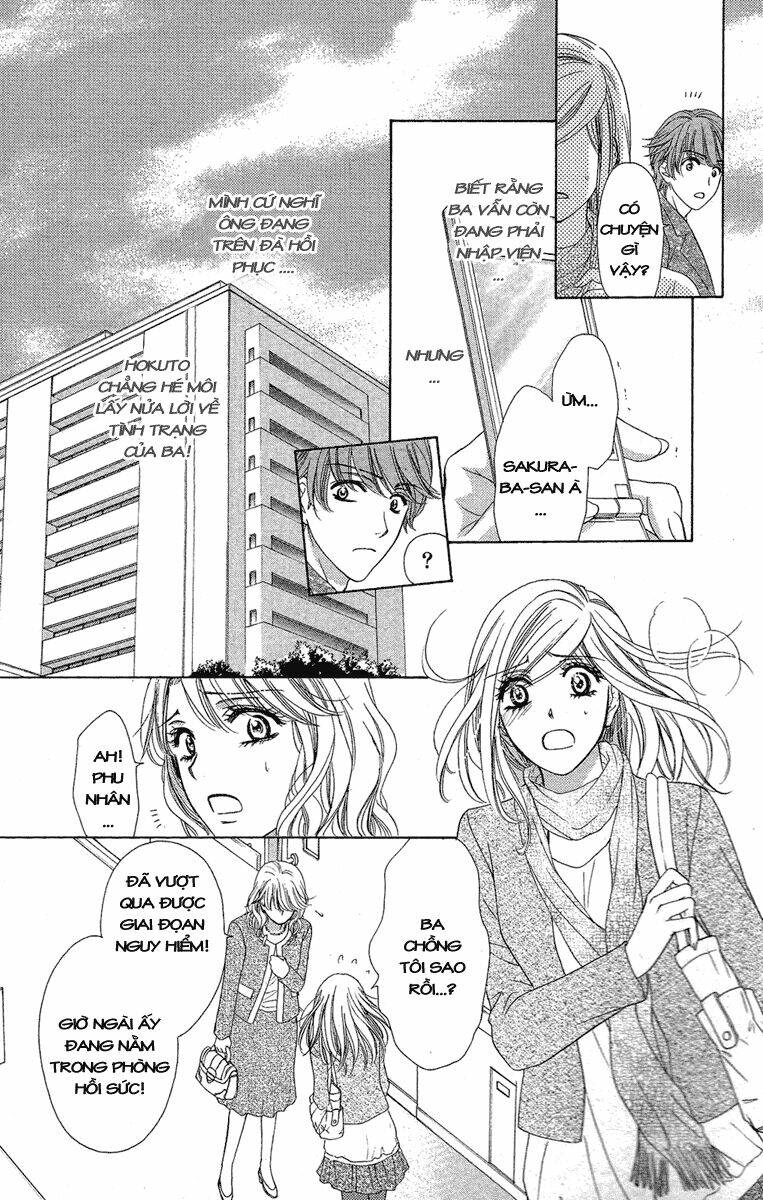 CÓ
CHUYỆN
GÌ
VẬY?
BIẾT RẰNG
BA VẪN CÒN
ĐANG PHẢI
NHẬP VIỆN
...
MÌNH CỨ NGHĨ
ÔNG ĐANG
TRÊN ĐÀ HỒI
PHỤC ....
NHƯNG
...
ỪM...
SAKURA-
BA-SAN À
...
HOKUTO
CHẲNG HÉ MÔI
LẤY NỬA LỜI VỀ
TÌNH TRẠNG
CỦA BA!
?
AH!
PHU
NHÂN
...
BA
CHỒNG
TÔI SAO
RỒI...?
ĐÃ VƯỢT
QUA ĐƯỢC
GIAI ĐỌAN
NGUY HIỂM!
GIỜ NGÀI ẤY
ĐANG NẰM
TRONG PHÒNG
HỒI SỨC!